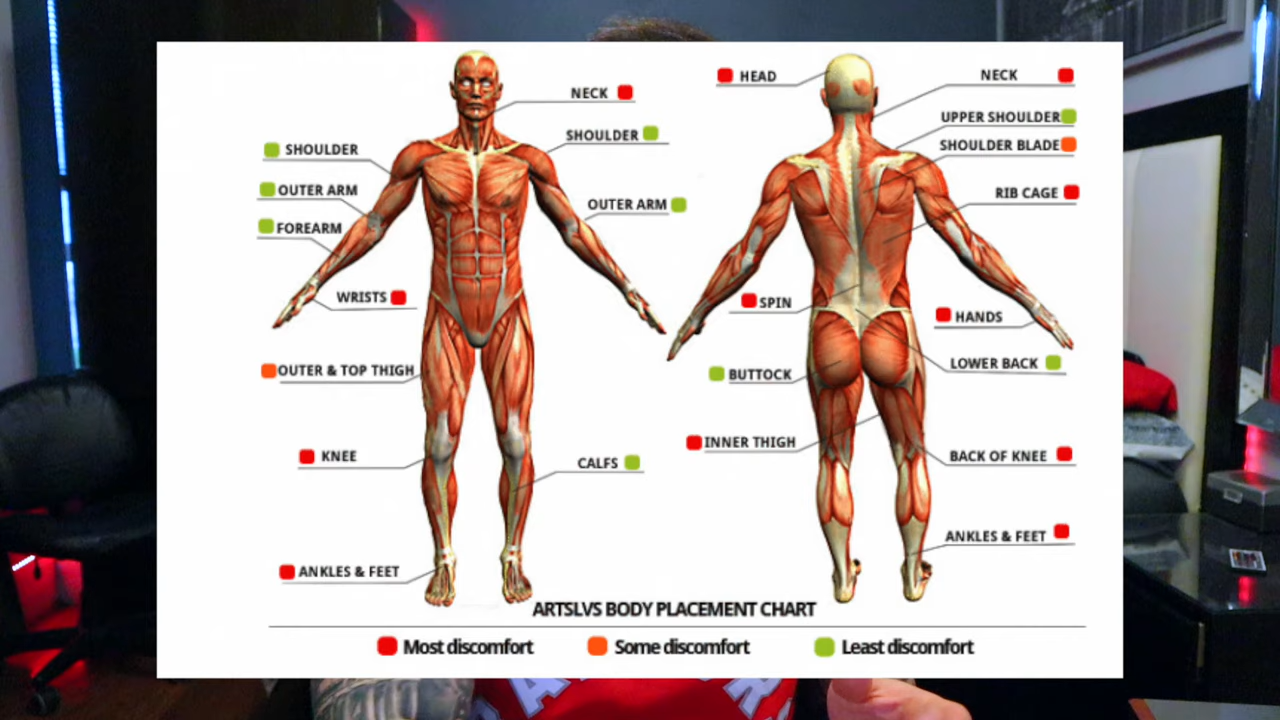 NECK
SHOULDER
SHOULDER
OUTER ARM
OUTER ARM
FOREARM
WRISTS
OUTER & TOP THIGH
KNEE
CALFS
ANKLES & FEET
HEAD
NECK
UPPER SHOULDER
SHOULDER BLADE
RIB CAGE
SPIN
HANDS
LOWER BACK
BUTTOCK
INNER THIGH
BACK OF KNEE
ANKLES & FEET
ARTSLVS BODY PLACEMENT CHART
Most discomfort
Some discomfort
Least discomfort